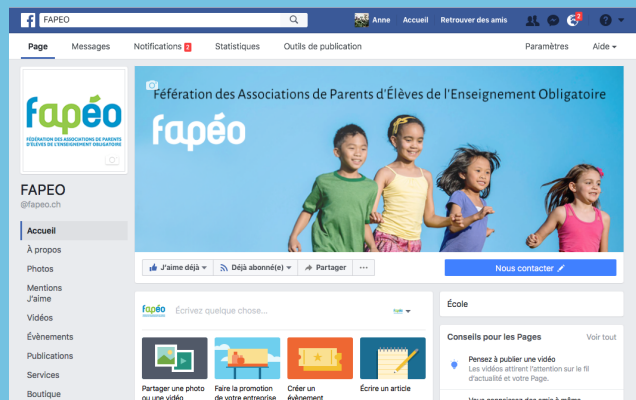 FAPEO
Anne Accueil Retrouver des amis 2
Page Messages Notifications 2 Statistiques Outils de publication Paramètres Aide
fapéo
FÉDÉRATION DES ASSOCIATIONS DE PARENTS
D'ÉLÈVES DE L'ENSEIGNEMENT OBLIGATOIRE
Féfération des Associations de Parents d'Élèves de l'Enseignement Obligatoire
fapéo
FAPEO
@fapeo.ch
Accueil
À propos
Photos
Mentions
J'aime
Vidéos
Évènements
Publications
Services
Boutique
J'aime déjà Déjà abonné(e) Partager ... Nous contacter
fapéo Écrivez quelque chose...
École
Partager une photo
ou une vidéo
Faire la promotion
de votre entreprise
Créer un
évènement
Écrire un article
Conseils pour les Pages Voir tout
Pensez à publier une vidéo
Les vidéos attirent l'attention sur le fil
d'actualité et votre Page.